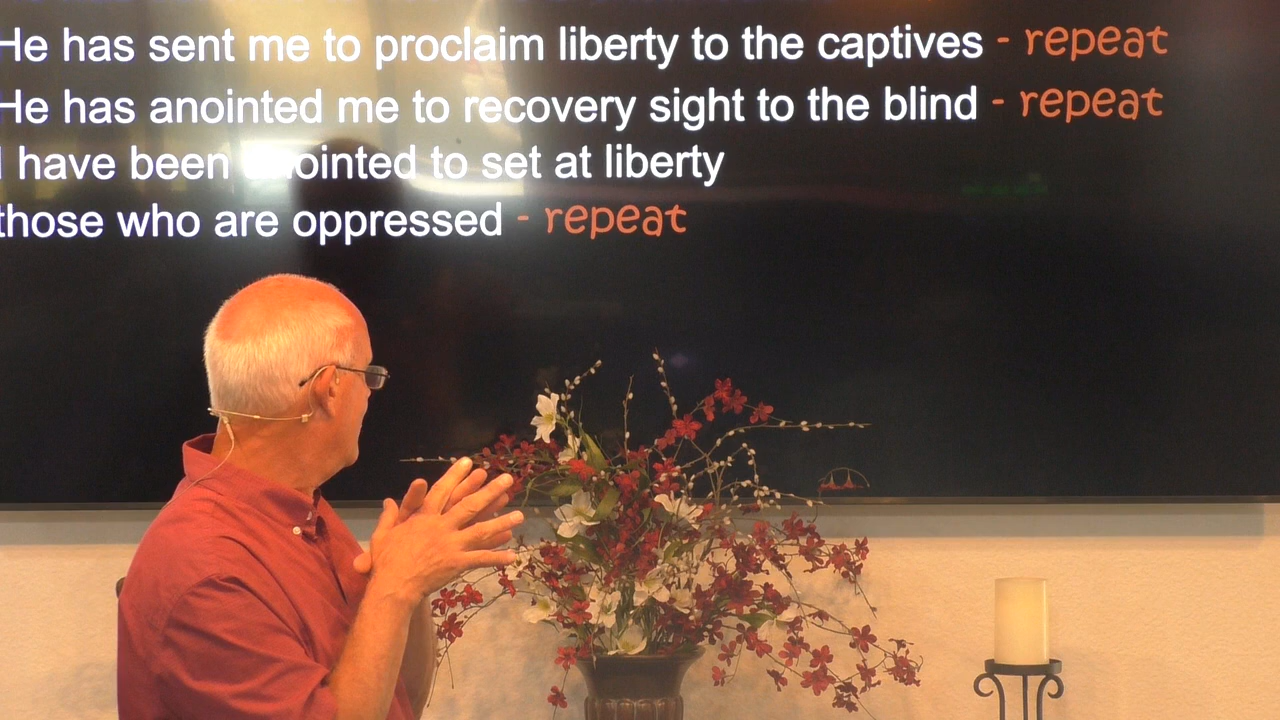 He has sent me to proclaim liberty to the captives - repeat
He has anointed me to recovery sight to the blind - repeat
I have been anointed to set at liberty
those who are oppressed - repeat